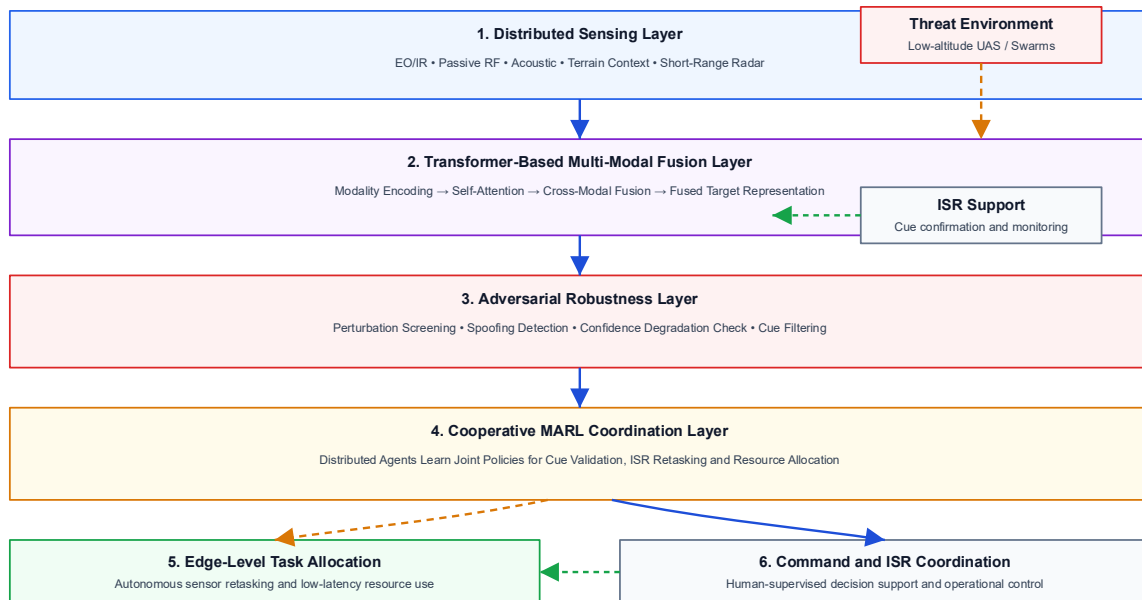 1. Distributed Sensing Layer
EO/IR • Passive RF • Acoustic • Terrain Context • Short-Range Radar
Threat Environment
Low-altitude UAS / Swarms
2. Transformer-Based Multi-Modal Fusion Layer
Modality Encoding → Self-Attention → Cross-Modal Fusion → Fused Target Representation
ISR Support
Cue confirmation and monitoring
3. Adversarial Robustness Layer
Perturbation Screening • Spoofing Detection • Confidence Degradation Check • Cue Filtering
4. Cooperative MARL Coordination Layer
Distributed Agents Learn Joint Policies for Cue Validation, ISR Retasking and Resource Allocation
5. Edge-Level Task Allocation
Autonomous sensor retasking and low-latency resource use
6. Command and ISR Coordination
Human-supervised decision support and operational control